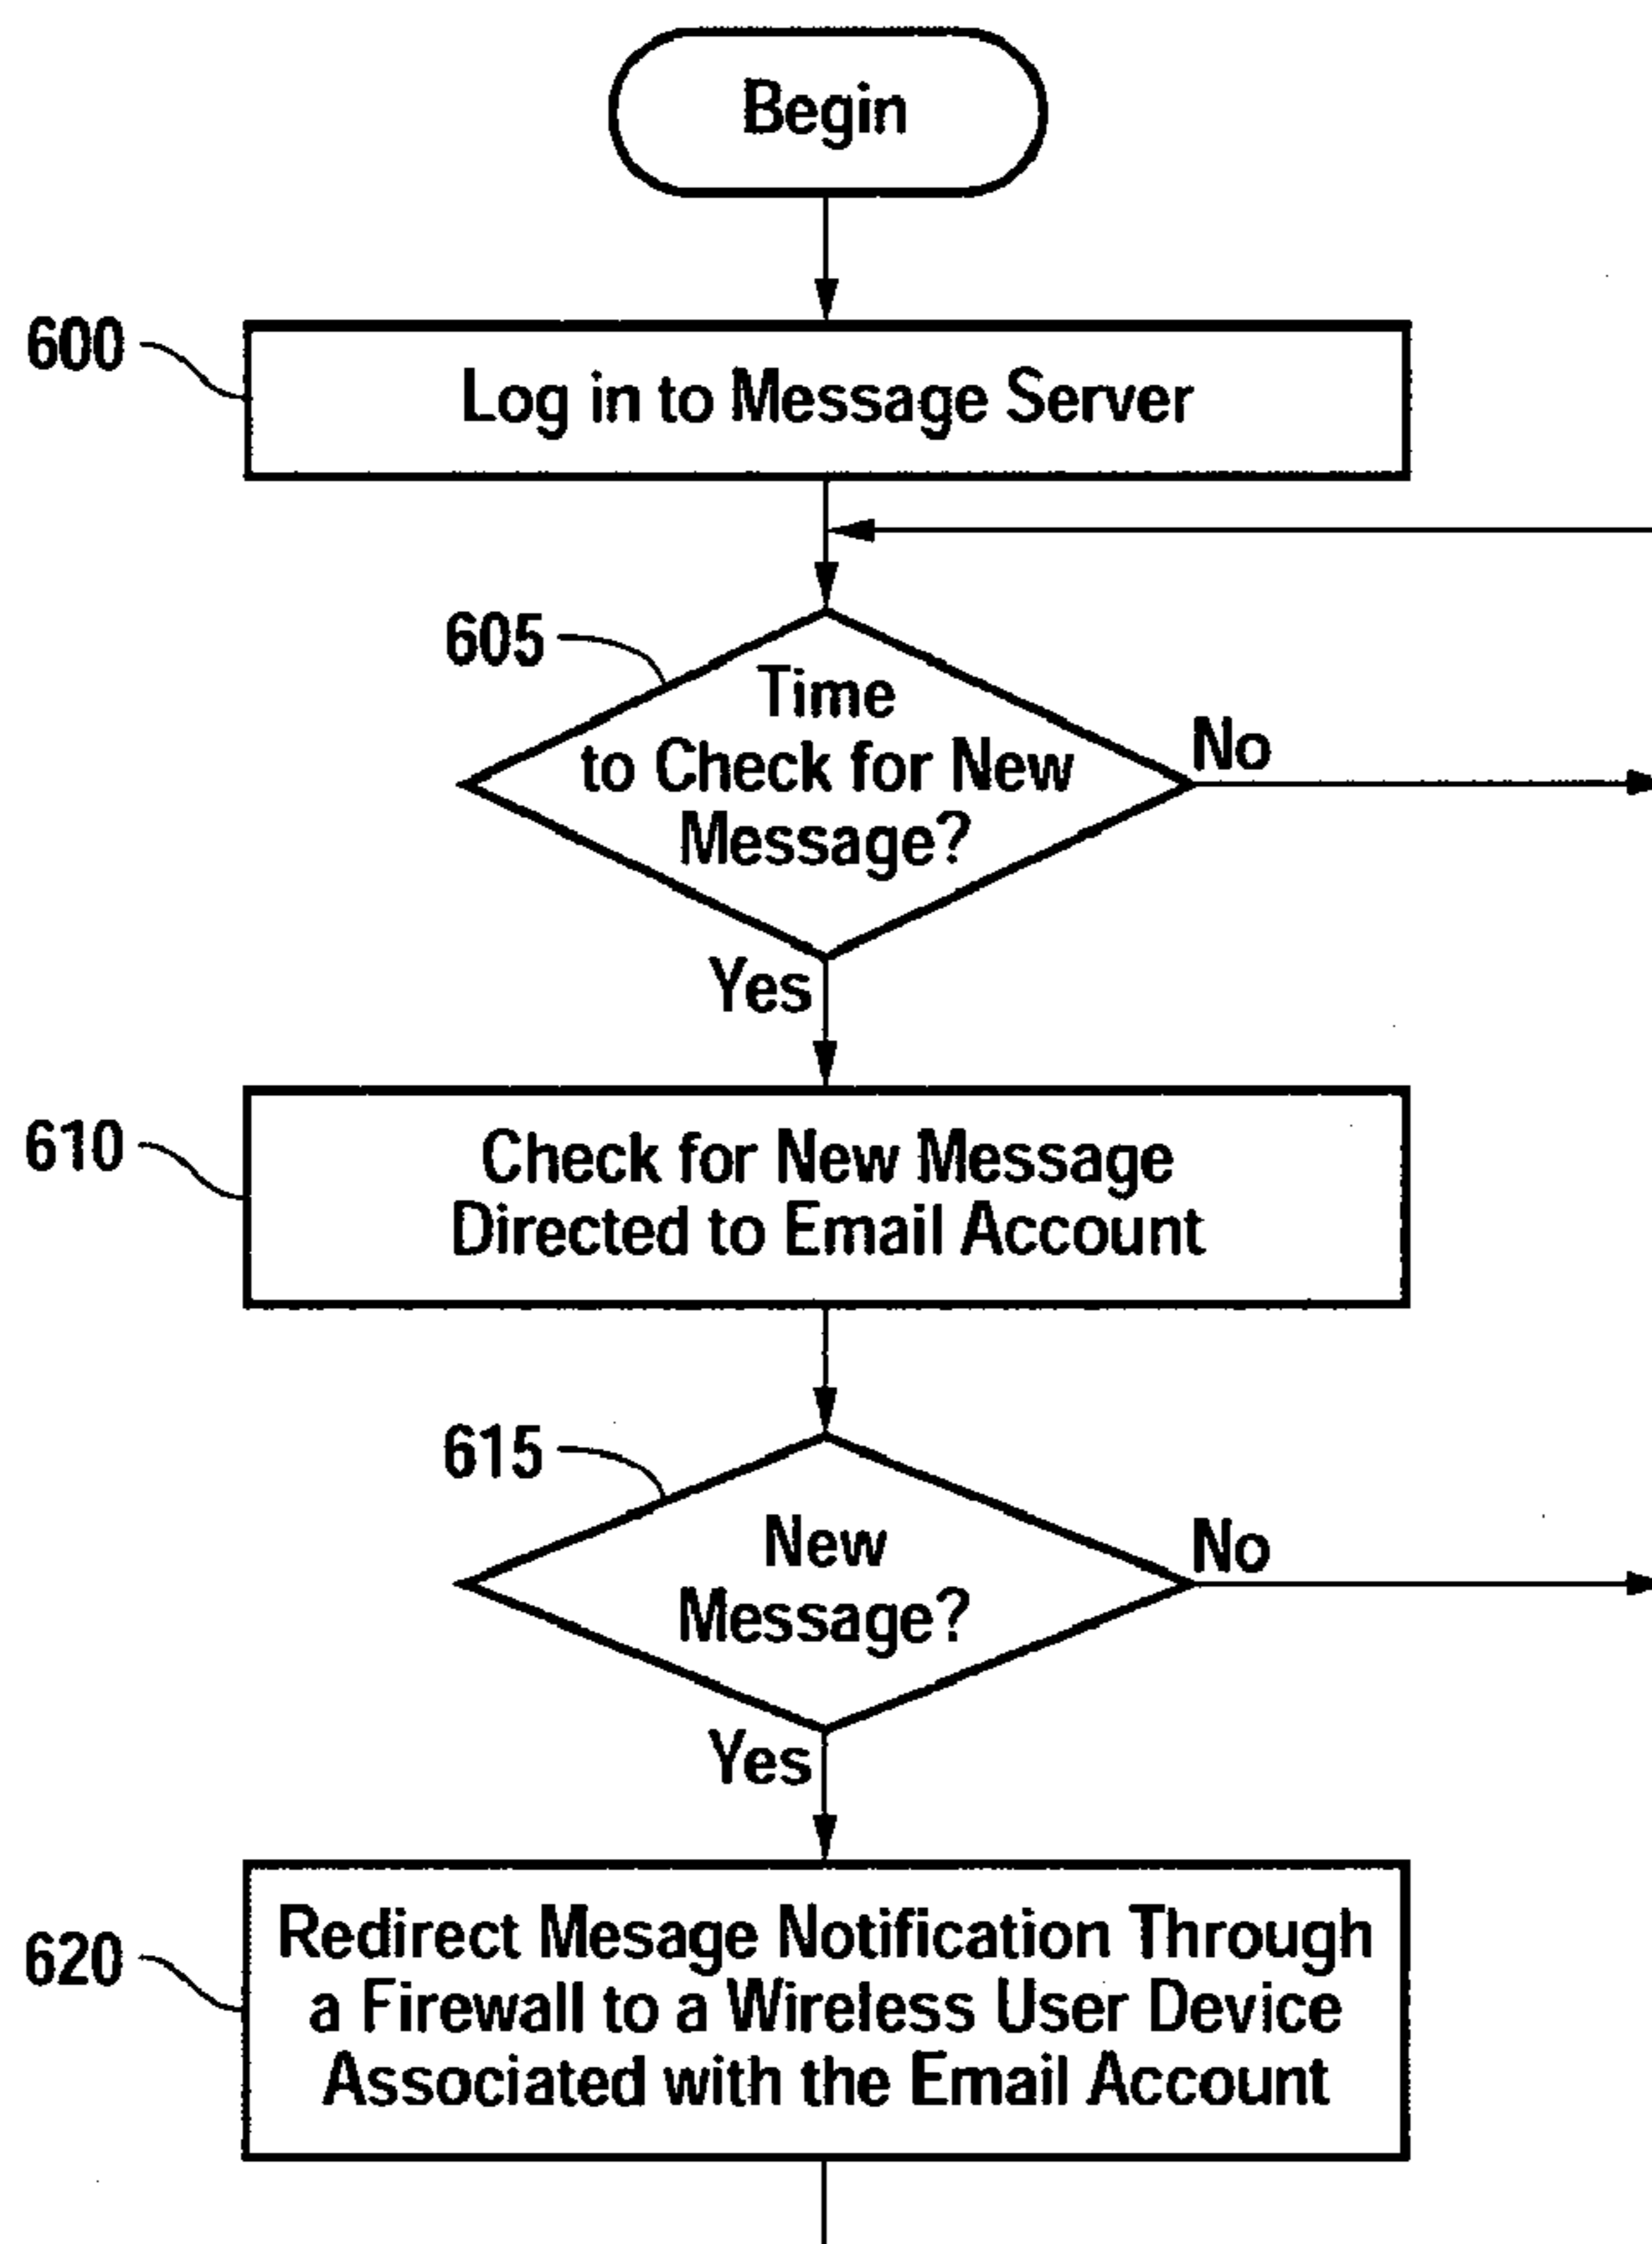 Begin
600
Log in to Message Server
605
Time
to Check for New
Message?
No
Yes
610
Check for New Message
Directed to Email Account
615
New
Message?
No
Yes
620
Redirect Mesage Notification Through
a Firewall to a Wireless User Device
Associated with the Email Account